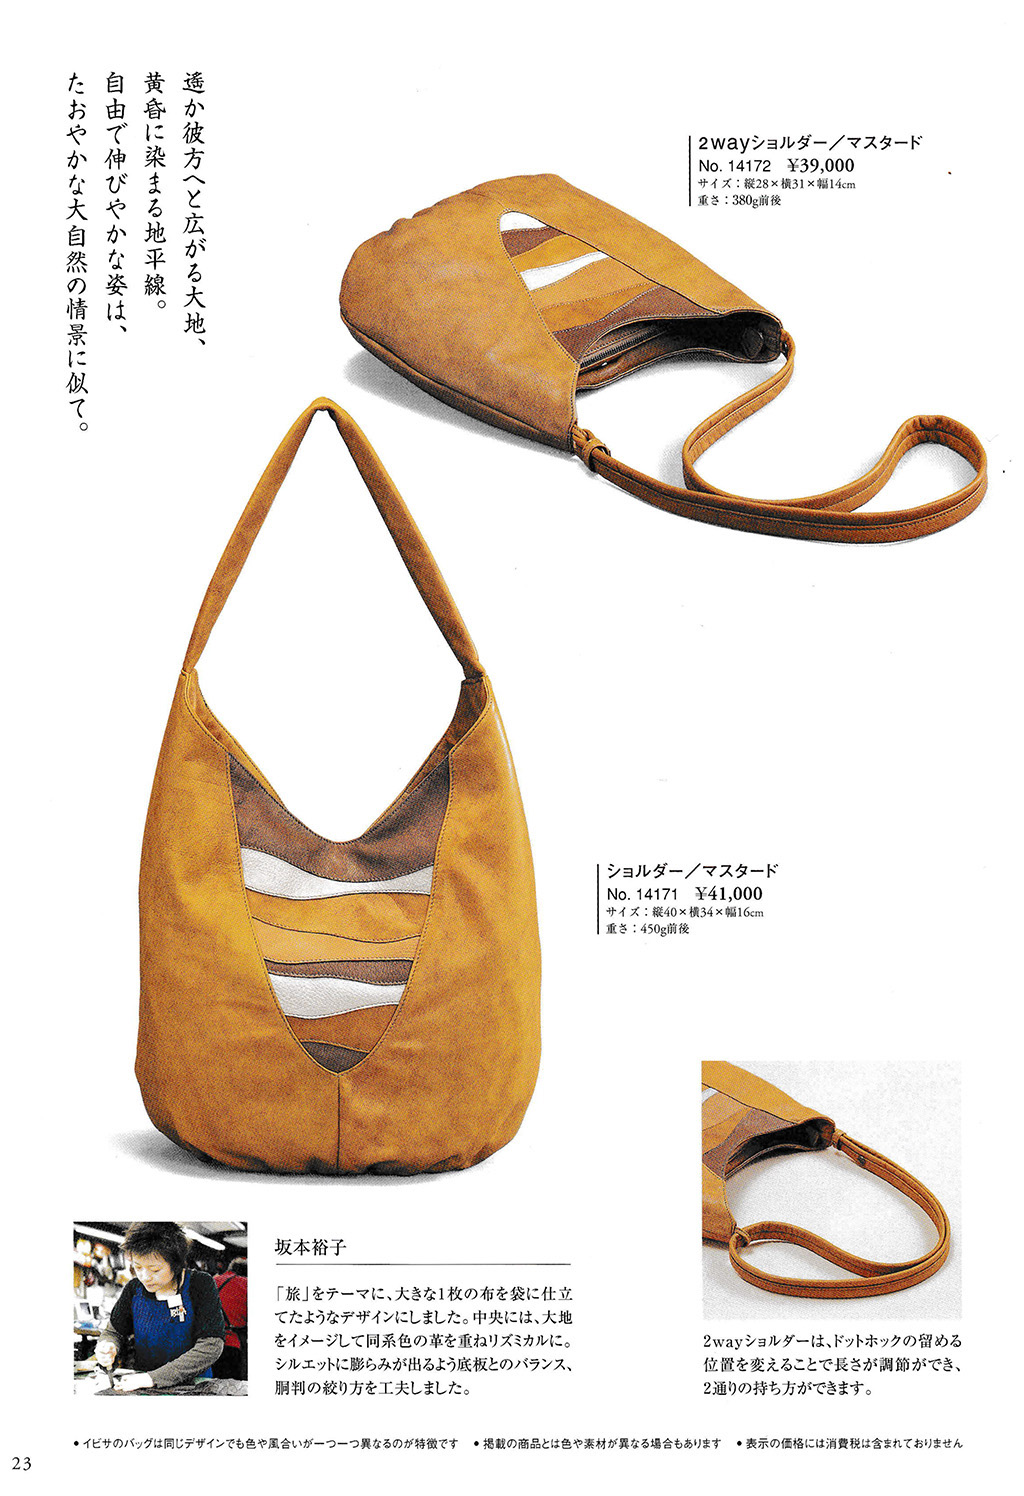 遙か彼方へと広がる大地、
黄昏に染まる地平線。
自由で伸びやかな姿は、
たおやかな大自然の情景に似て。
2wayショルダー／マスタード
No. 14172　¥39,000
サイズ：縦28×横31×幅14cm
重さ：380g前後
ショルダー／マスタード
No. 14171　¥41,000
サイズ：縦40×横34×幅16cm
重さ：450g前後
坂本裕子
「旅」をテーマに、大きな1枚の布を袋に仕立
てたようなデザインにしました。中央には、大地
をイメージして同系色の革を重ねリズミカルに。
シルエットに膨らみが出るよう底板とのバランス、
胴判の絞り方を工夫しました。
2wayショルダーは、ドットホックの留める
位置を変えることで長さが調節ができ、
2通りの持ち方ができます。
●イビサのバッグは同じデザインでも色や風合いが一つ一つ異なるのが特徴です　●掲載の商品とは色や素材が異なる場合もあります　●表示の価格には消費税は含まれておりません
23